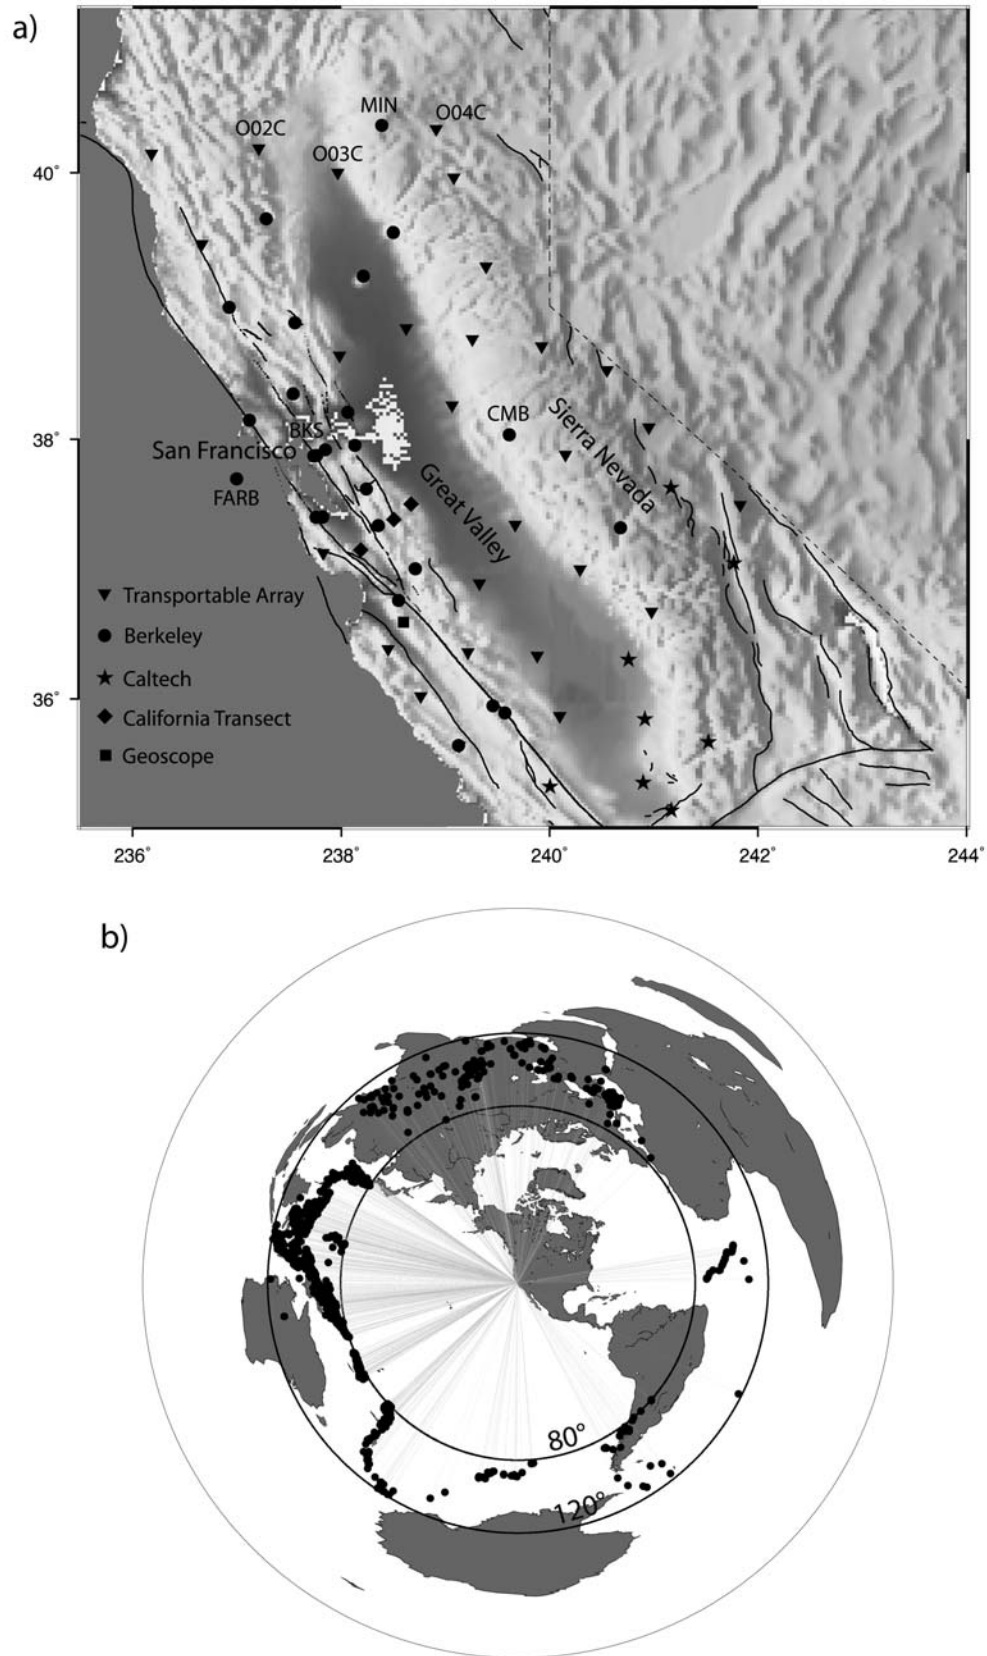 a)
MIN
O04C
O02C
O03C
40°
CMB
Sierra Nevada
38°
BKS
San Francisco
FARB
Great Valley
Transportable Array
Berkeley
Caltech
California Transect
Geoscope
36°
236°
238°
240°
242°
244°
b)
80°
120°